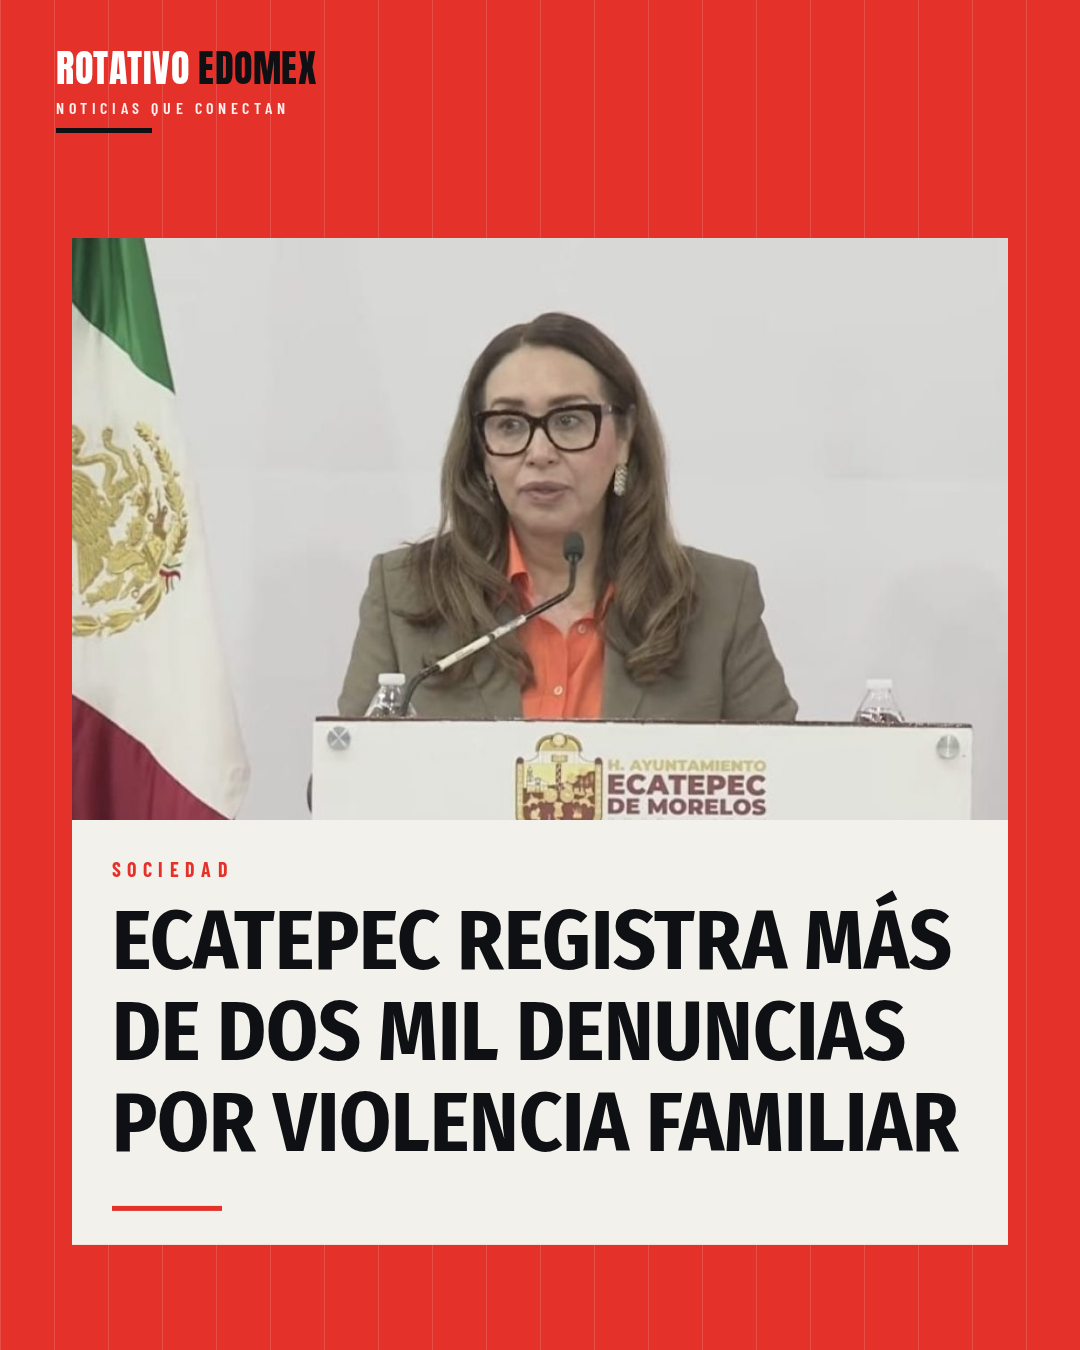 ROTATIVO EDOMEX
NOTICIAS QUE CONECTAN
H. AYUNTAMIENTO
ECATEPEC
DE MORELOS
SOCIEDAD
ECATEPEC REGISTRA MÁS
DE DOS MIL DENUNCIAS
POR VIOLENCIA FAMILIAR